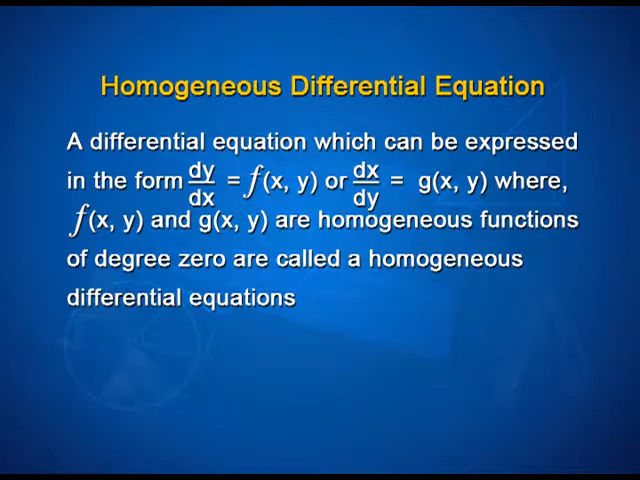 Homogeneous Differential Equation
A differential equation which can be expressed
in the form dy/dx = f(x, y) or dx/dy = g(x, y) where,
f(x, y) and g(x, y) are homogeneous functions
of degree zero are called a homogeneous
differential equations